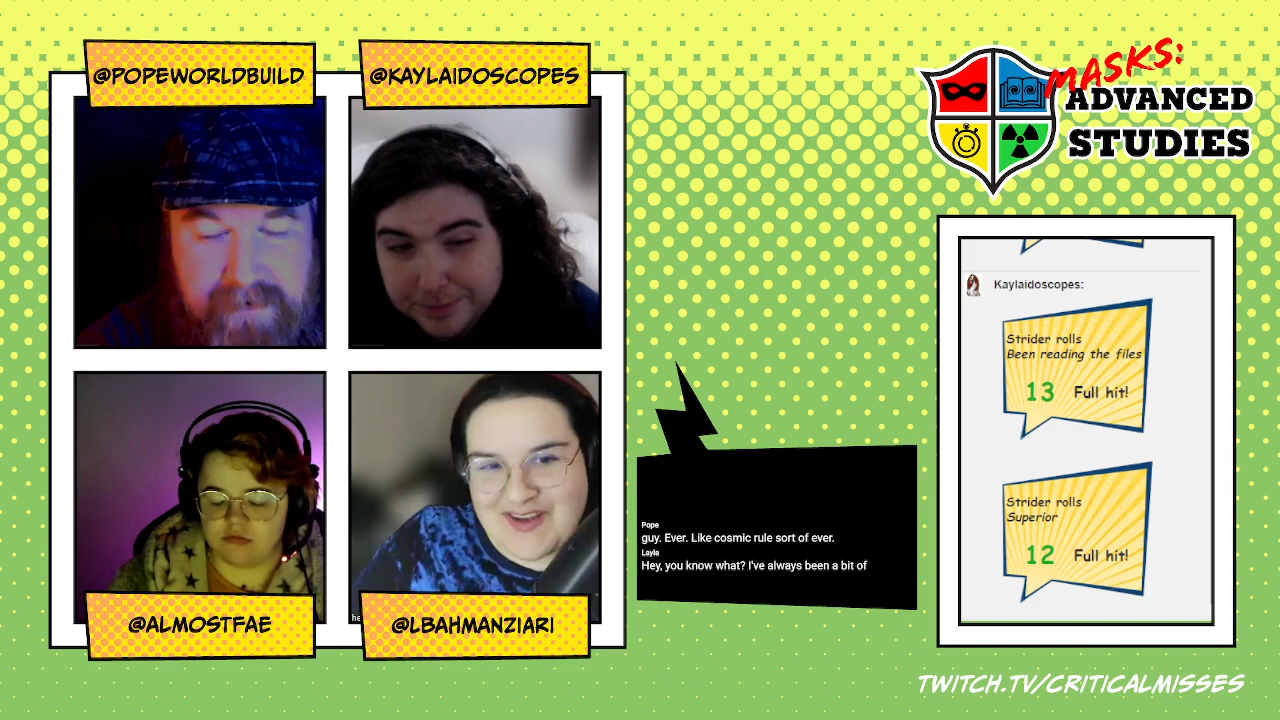 @POPEWORLDBUILD
@KAYLAIDOSCOPES
@ALMOSTFAE
@LBAHMANZIARI
he
Pope
guy. Ever. Like cosmic rule sort of ever.
Layla
Hey, you know what? I've always been a bit of
MASKS:
ADVANCED
STUDIES
Kaylaidoscopes:
Strider rolls
Been reading the files
13 Full hit!
Strider rolls
Superior
12 Full hit!
TWITCH.TV/CRITICALMISSES